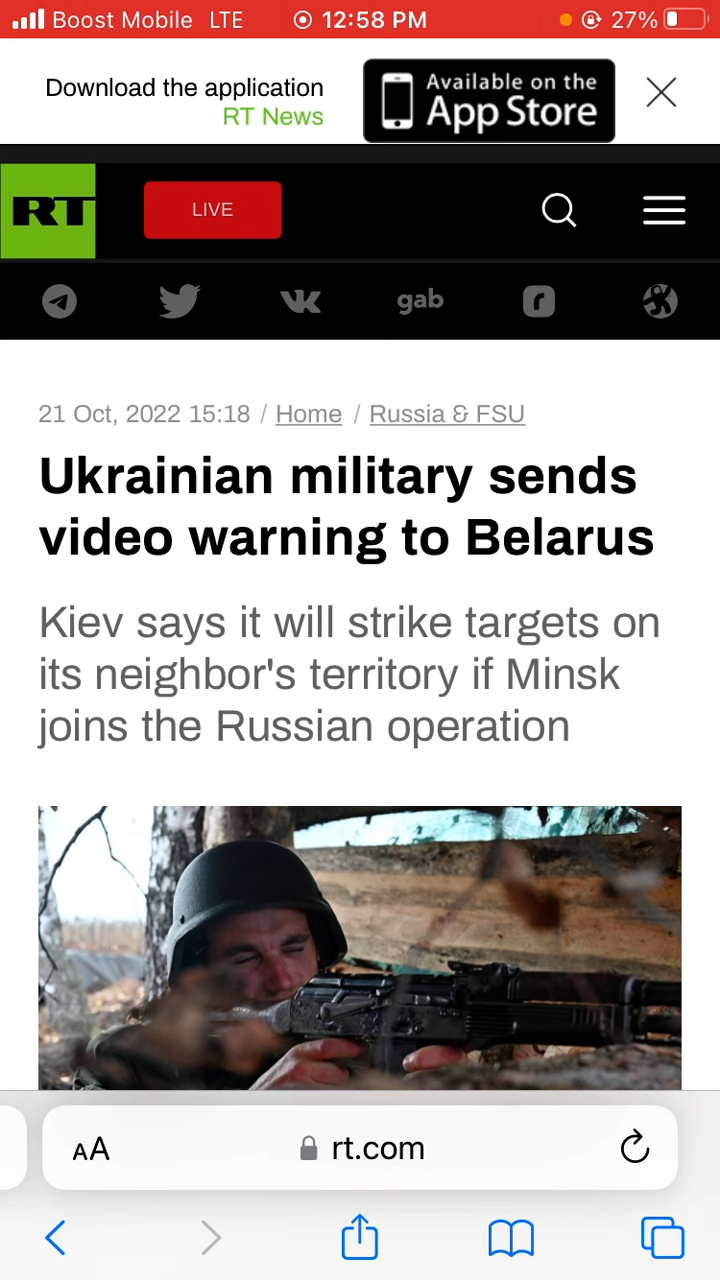 Boost Mobile LTE 12:58 PM 27%
Download the application
RT News
Available on the
App Store
RT
LIVE
gab
21 Oct, 2022 15:18 / Home / Russia & FSU
Ukrainian military sends
video warning to Belarus
Kiev says it will strike targets on
its neighbor's territory if Minsk
joins the Russian operation
AA rt.com